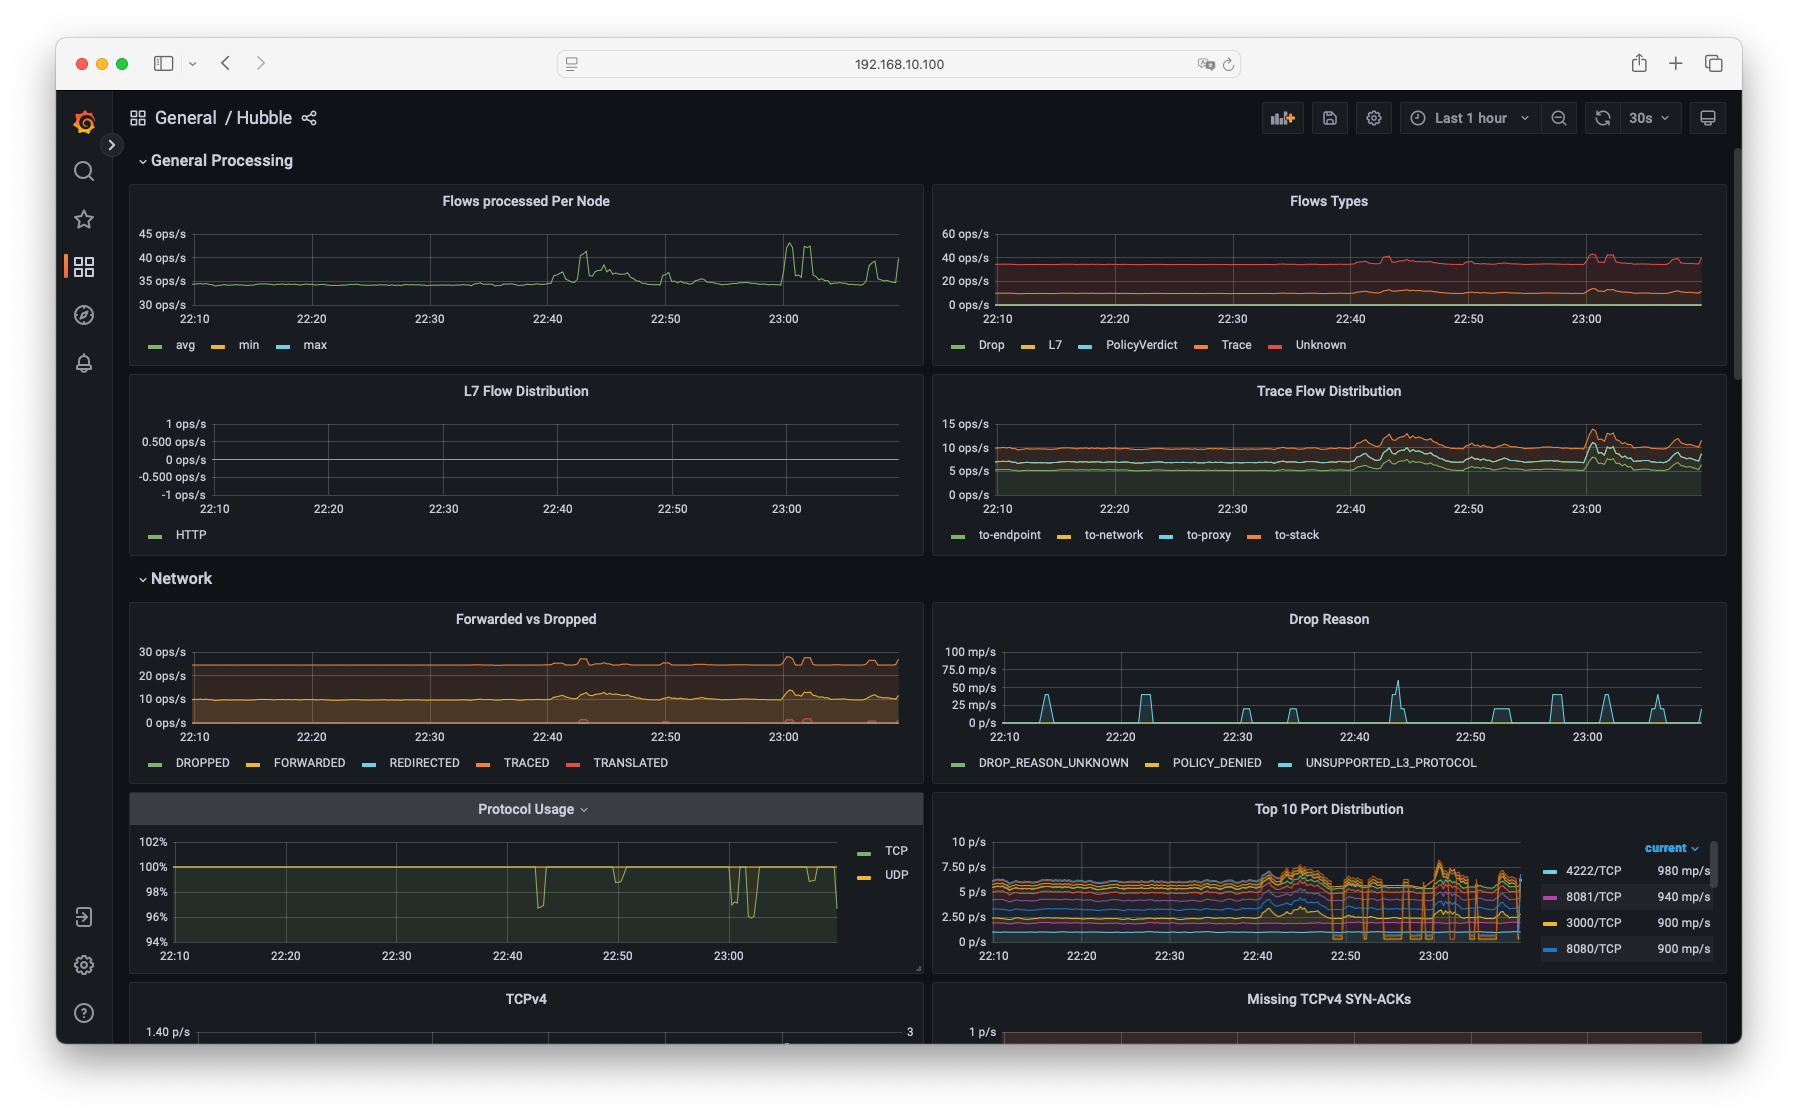 192.168.10.100
General / Hubble
Last 1 hour
30s
General Processing
Flows processed Per Node
45 ops/s
40 ops/s
35 ops/s
30 ops/s
22:10 22:20 22:30 22:40 22:50 23:00
avg min max
Flows Types
60 ops/s
40 ops/s
20 ops/s
0 ops/s
22:10 22:20 22:30 22:40 22:50 23:00
Drop L7 PolicyVerdict Trace Unknown
L7 Flow Distribution
1 ops/s
0.500 ops/s
0 ops/s
-0.500 ops/s
-1 ops/s
22:10 22:20 22:30 22:40 22:50 23:00
HTTP
Trace Flow Distribution
15 ops/s
10 ops/s
5 ops/s
0 ops/s
22:10 22:20 22:30 22:40 22:50 23:00
to-endpoint to-network to-proxy to-stack
Network
Forwarded vs Dropped
30 ops/s
20 ops/s
10 ops/s
0 ops/s
22:10 22:20 22:30 22:40 22:50 23:00
DROPPED FORWARDED REDIRECTED TRACED TRANSLATED
Drop Reason
100 mp/s
75.0 mp/s
50 mp/s
25 mp/s
0 p/s
22:10 22:20 22:30 22:40 22:50 23:00
DROP_REASON_UNKNOWN POLICY_DENIED UNSUPPORTED_L3_PROTOCOL
Protocol Usage
102%
100%
98%
96%
94%
22:10 22:20 22:30 22:40 22:50 23:00
TCP
UDP
Top 10 Port Distribution
10 p/s
7.50 p/s
5 p/s
2.50 p/s
0 p/s
22:10 22:20 22:30 22:40 22:50 23:00
current
4222/TCP 980 mp/s
8081/TCP 940 mp/s
3000/TCP 900 mp/s
8080/TCP 900 mp/s
TCPv4
1.40 p/s
3
Missing TCPv4 SYN-ACKs
1 p/s